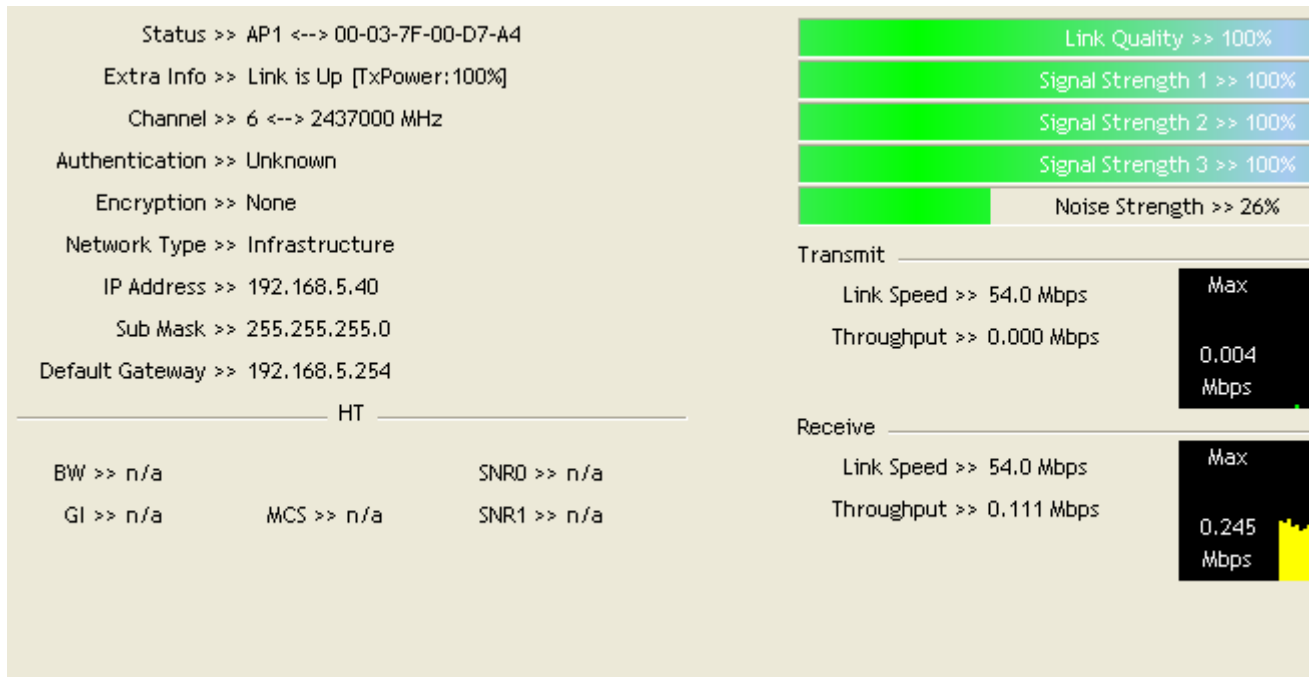 Status >> AP1 <--> 00-03-7F-00-D7-A4
Extra Info >> Link is Up [TxPower:100%]
Channel >> 6 <--> 2437000 MHz
Authentication >> Unknown
Encryption >> None
Network Type >> Infrastructure
IP Address >> 192.168.5.40
Sub Mask >> 255.255.255.0
Default Gateway >> 192.168.5.254
HT
BW >> n/a
SNR0 >> n/a
GI >> n/a
MCS >> n/a
SNR1 >> n/a
Link Quality >> 100%
Signal Strength 1 >> 100%
Signal Strength 2 >> 100%
Signal Strength 3 >> 100%
Noise Strength >> 26%
Transmit
Link Speed >> 54.0 Mbps
Throughput >> 0.000 Mbps
Max
0.004
Mbps
Receive
Link Speed >> 54.0 Mbps
Throughput >> 0.111 Mbps
Max
0.245
Mbps